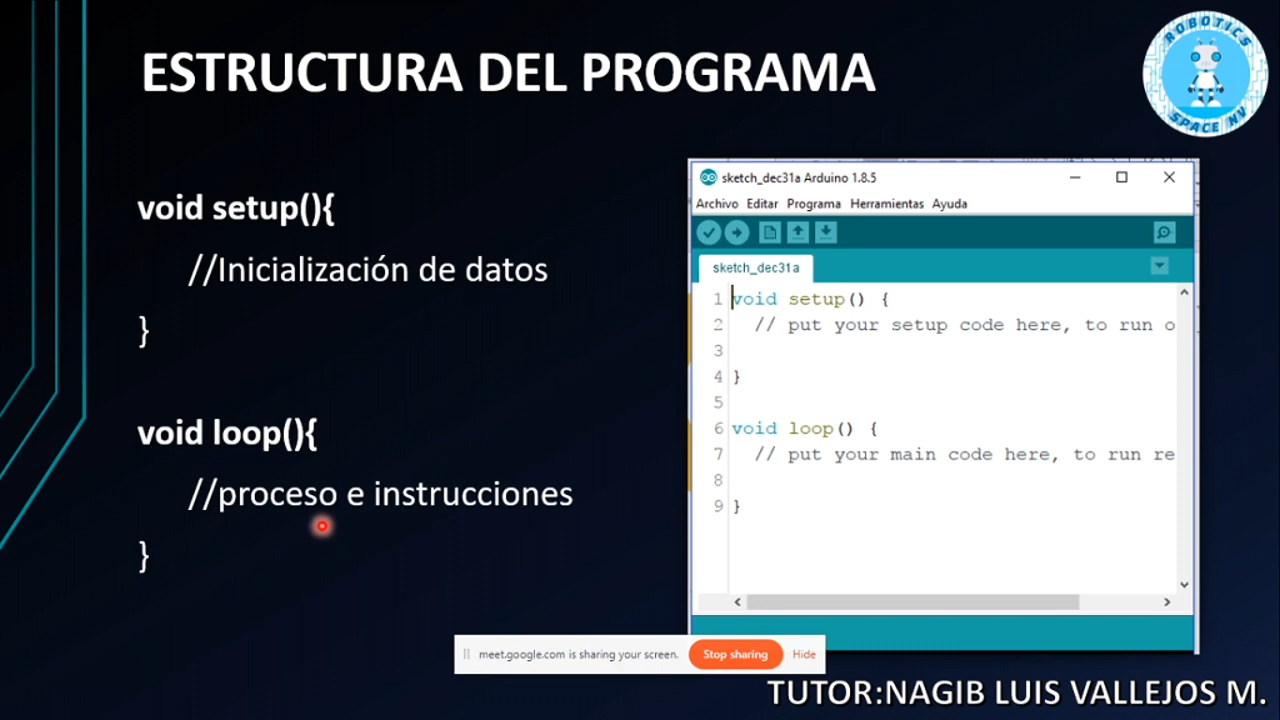 ESTRUCTURA DEL PROGRAMA
ROBOTICS
SPACE NV
void setup(){
//Inicialización de datos
}
void loop(){
//proceso e instrucciones
}
sketch_dec31a Arduino 1.8.5
Archivo Editar Programa Herramientas Ayuda
sketch_dec31a
1 void setup() {
2 // put your setup code here, to run o
3
4 }
5
6 void loop() {
7 // put your main code here, to run re
8
9 }
meet.google.com is sharing your screen. Stop sharing Hide
TUTOR:NAGIB LUIS VALLEJOS M.